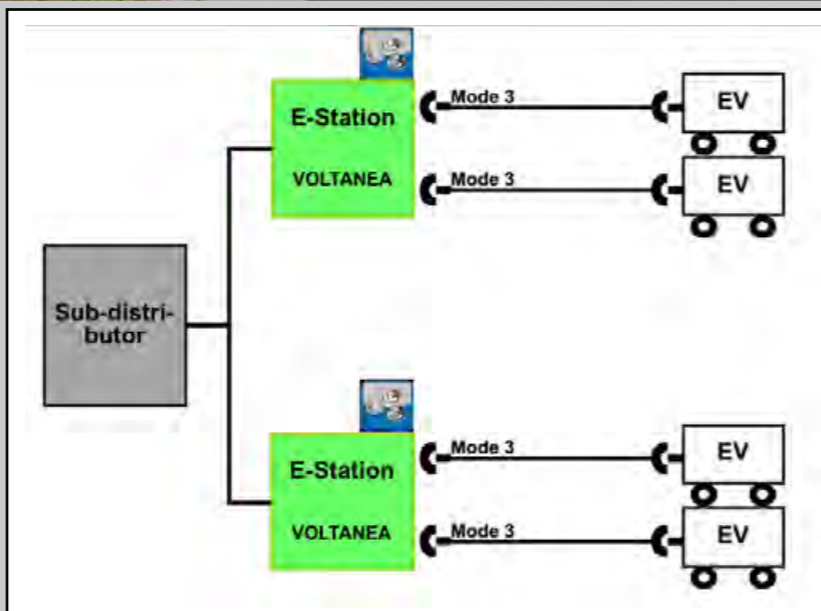 E-Station
VOLTANEA
Mode 3
EV
Mode 3
EV
Sub-distri-
butor
E-Station
VOLTANEA
Mode 3
EV
Mode 3
EV